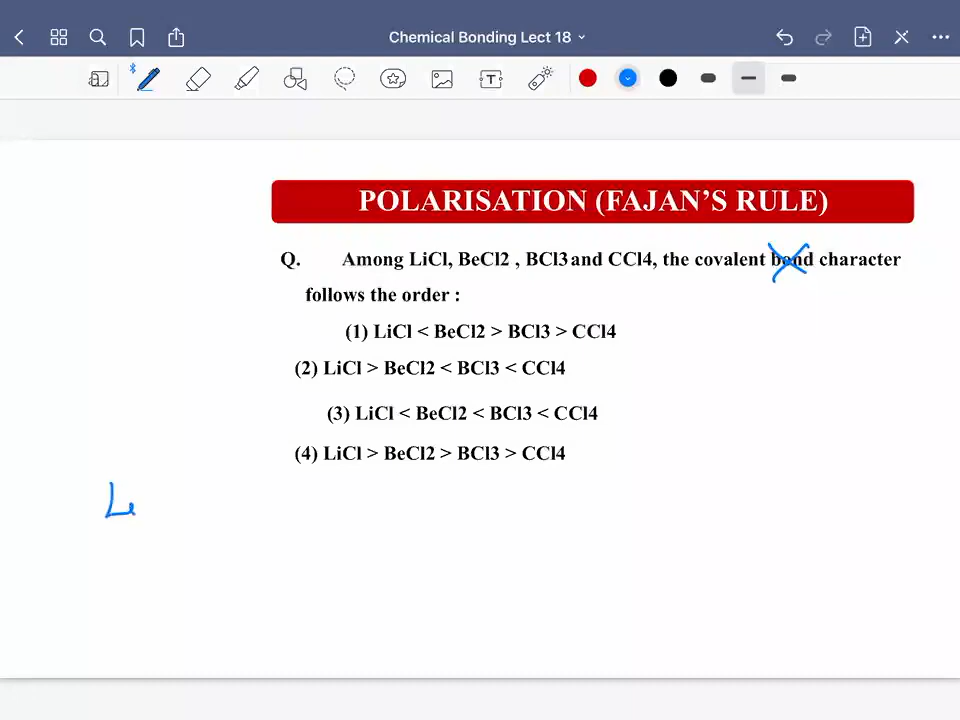 Chemical Bonding Lect 18
POLARISATION (FAJAN'S RULE)
Q. Among LiCl, BeCl2 , BCl3 and CCl4, the covalent bond character
follows the order :
(1) LiCl < BeCl2 > BCl3 > CCl4
(2) LiCl > BeCl2 < BCl3 < CCl4
(3) LiCl < BeCl2 < BCl3 < CCl4
(4) LiCl > BeCl2 > BCl3 > CCl4